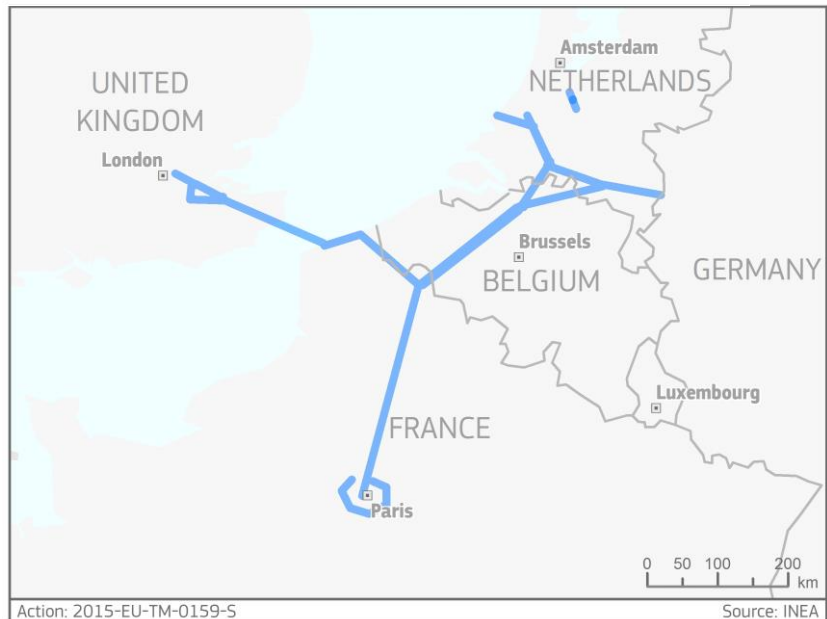 Amsterdam
NETHERLANDS
UNITED
KINGDOM
London
Brussels
BELGIUM
GERMANY
Luxembourg
FRANCE
Paris
0 50 100 200
km
Action: 2015-EU-TM-0159-S
Source: INEA